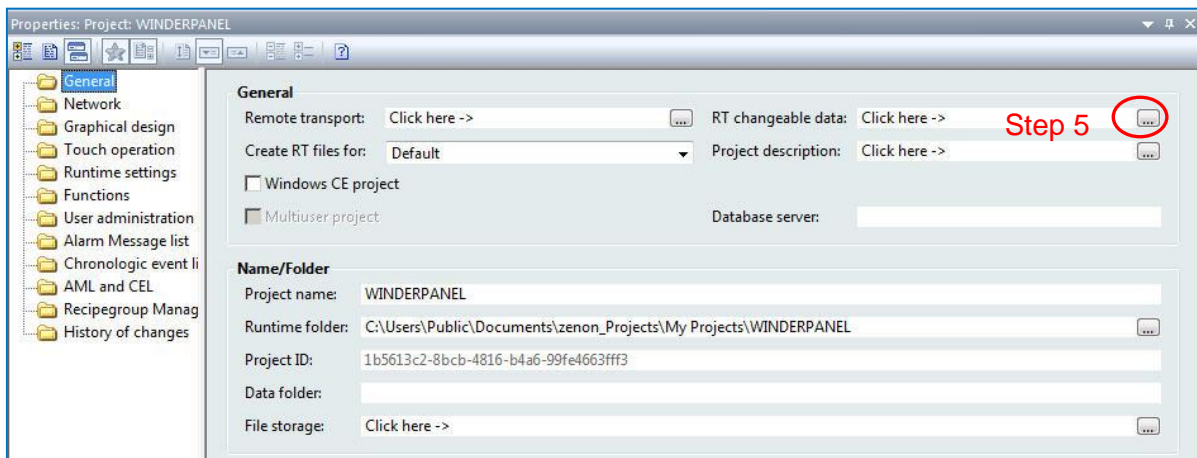 Properties: Project: WINDERPANEL
General
Network
Graphical design
Touch operation
Runtime settings
Functions
User administration
Alarm Message list
Chronologic event li
AML and CEL
Recipegroup Manag
History of changes
General
Remote transport: Click here -> ... RT changeable data: Click here -> Step 5 ...
Create RT files for: Default Project description: Click here -> ...
Windows CE project
Multiuser project Database server:
Name/Folder
Project name: WINDERPANEL
Runtime folder: C:\Users\Public\Documents\zenon_Projects\My Projects\WINDERPANEL ...
Project ID: 1b5613c2-8bcb-4816-b4a6-99fe4663fff3
Data folder:
File storage: Click here -> ...